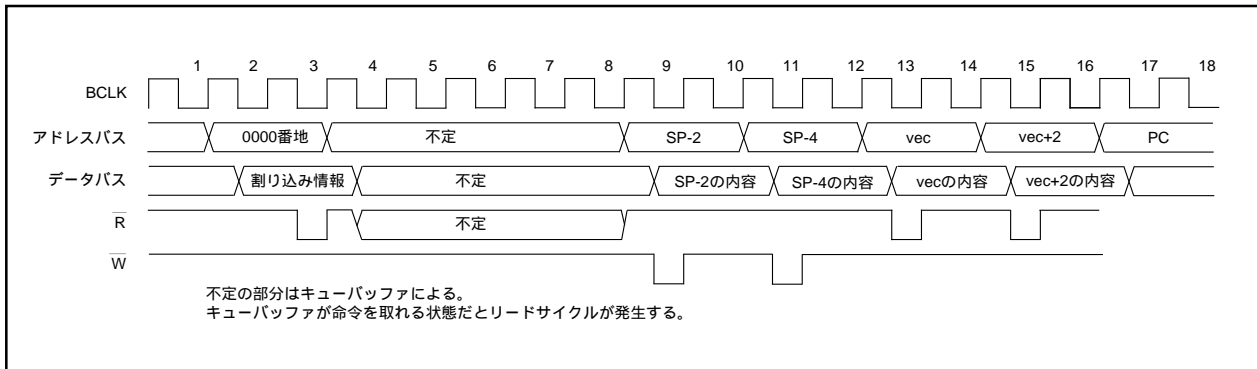 1 2 3 4 5 6 7 8 9 10 11 12 13 14 15 16 17 18
BCLK
アドレスバス 0000番地 不定 SP-2 SP-4 vec vec+2 PC
データバス 割り込み情報 不定 SP-2の内容 SP-4の内容 vecの内容 vec+2の内容
R 不定
W
不定の部分はキューバッファによる。
キューバッファが命令を取れる状態だとリードサイクルが発生する。